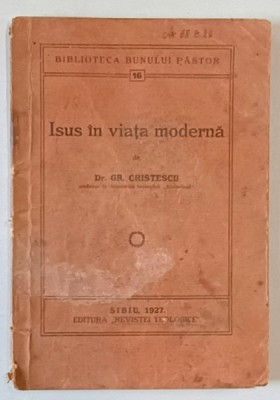 BIBLIOTECA BUNULUI PĂSTOR
16
Isus în viața modernă
de
Dr. GR. CRISTESCU
SIBIU, 1927.
EDITURA „REVISTEI TEOLOGICE”